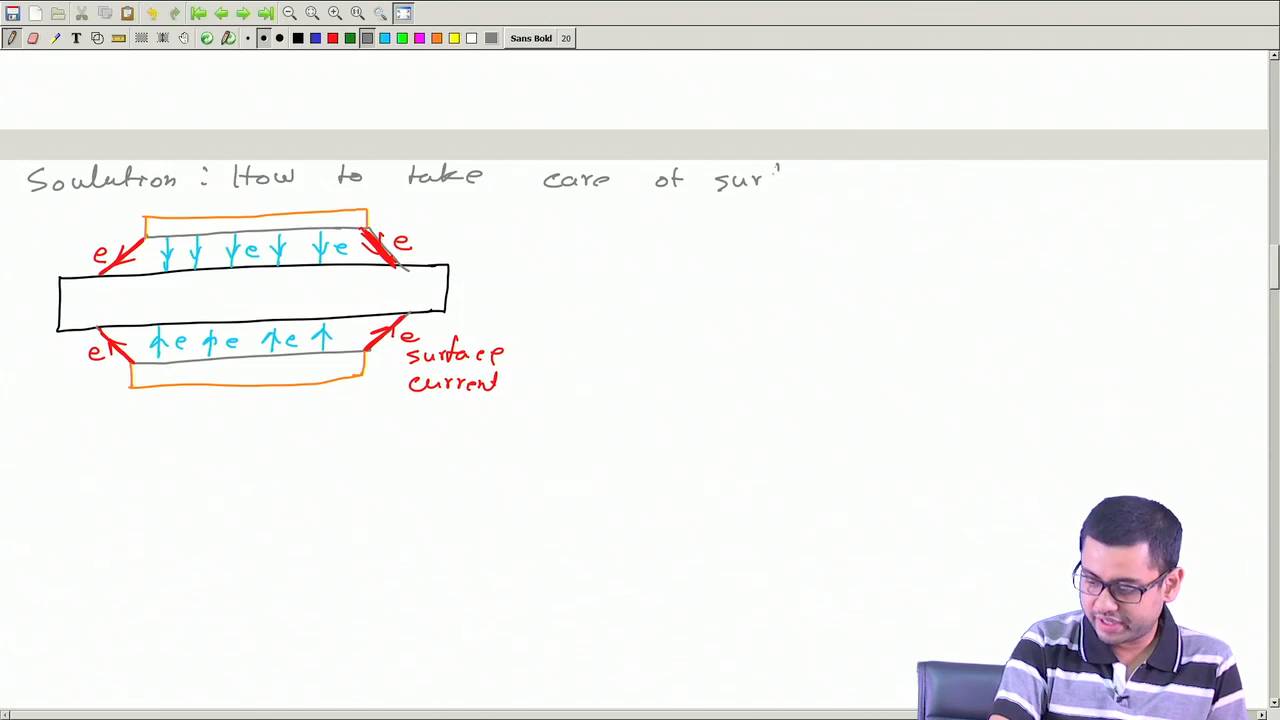 Sans Bold 20
Soulution : How to take care of sur
e e
e e
e e e
e e
surface
current